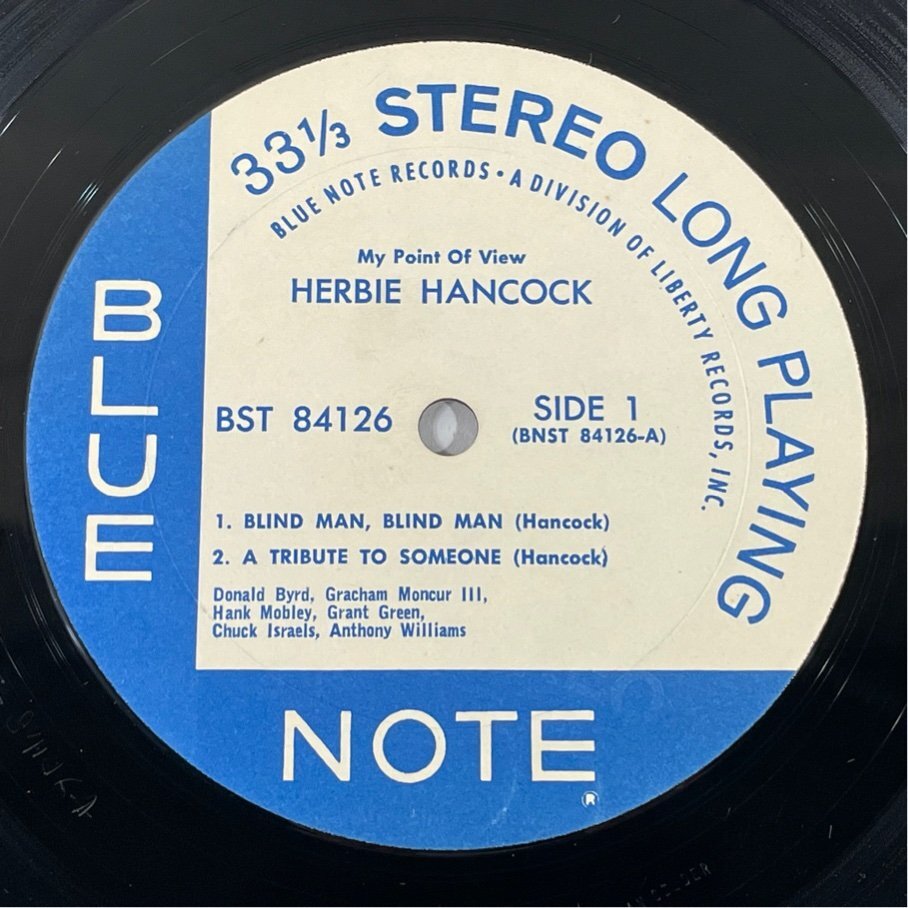 33⅓ STEREO LONG PLAYING
BLUE NOTE RECORDS • A DIVISION OF LIBERTY RECORDS, INC.
My Point Of View
HERBIE HANCOCK
BST 84126
SIDE 1
(BNST 84126-A)
1. BLIND MAN, BLIND MAN (Hancock)
2. A TRIBUTE TO SOMEONE (Hancock)
Donald Byrd, Gracham Moncur III,
Hank Mobley, Grant Green,
Chuck Israels, Anthony Williams
BLUE
NOTE
®